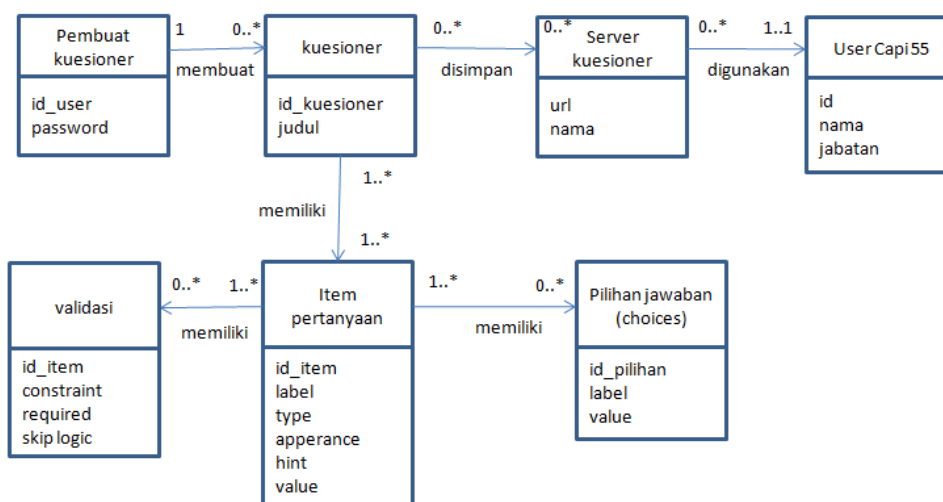 Pembuat
kuesioner
id_user
password
1
0..*
membuat
kuesioner
id_kuesioner
judul
0..*
0..*
disimpan
Server
kuesioner
url
nama
0..*
1..1
digunakan
User Capi 55
id
nama
jabatan
1..*
memiliki
1..*
validasi
id_item
constraint
required
skip logic
0..*
1..*
memiliki
Item
pertanyaan
id_item
label
type
apperance
hint
value
1..*
0..*
memiliki
Pilihan jawaban
(choices)
id_pilihan
label
value